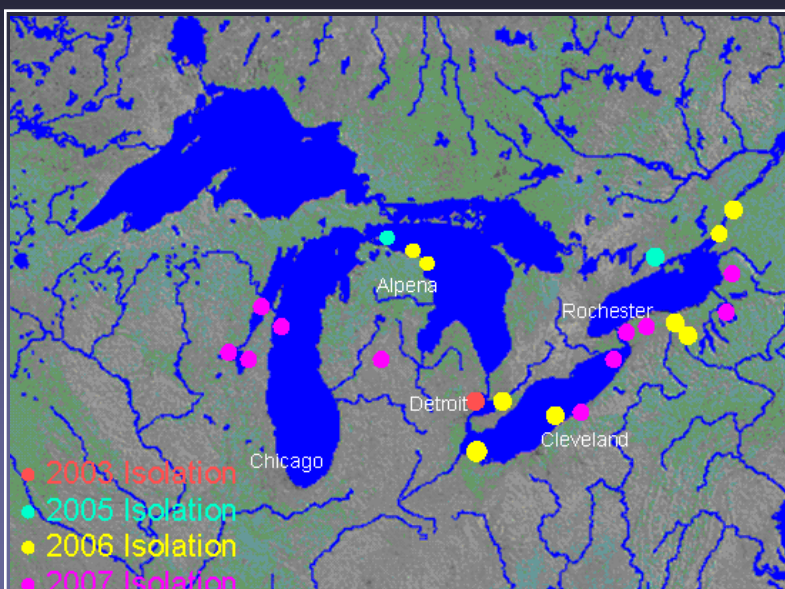 Alpena
Rochester
Detroit
Cleveland
Chicago
2003 Isolation
2005 Isolation
2006 Isolation
2007 Isolation